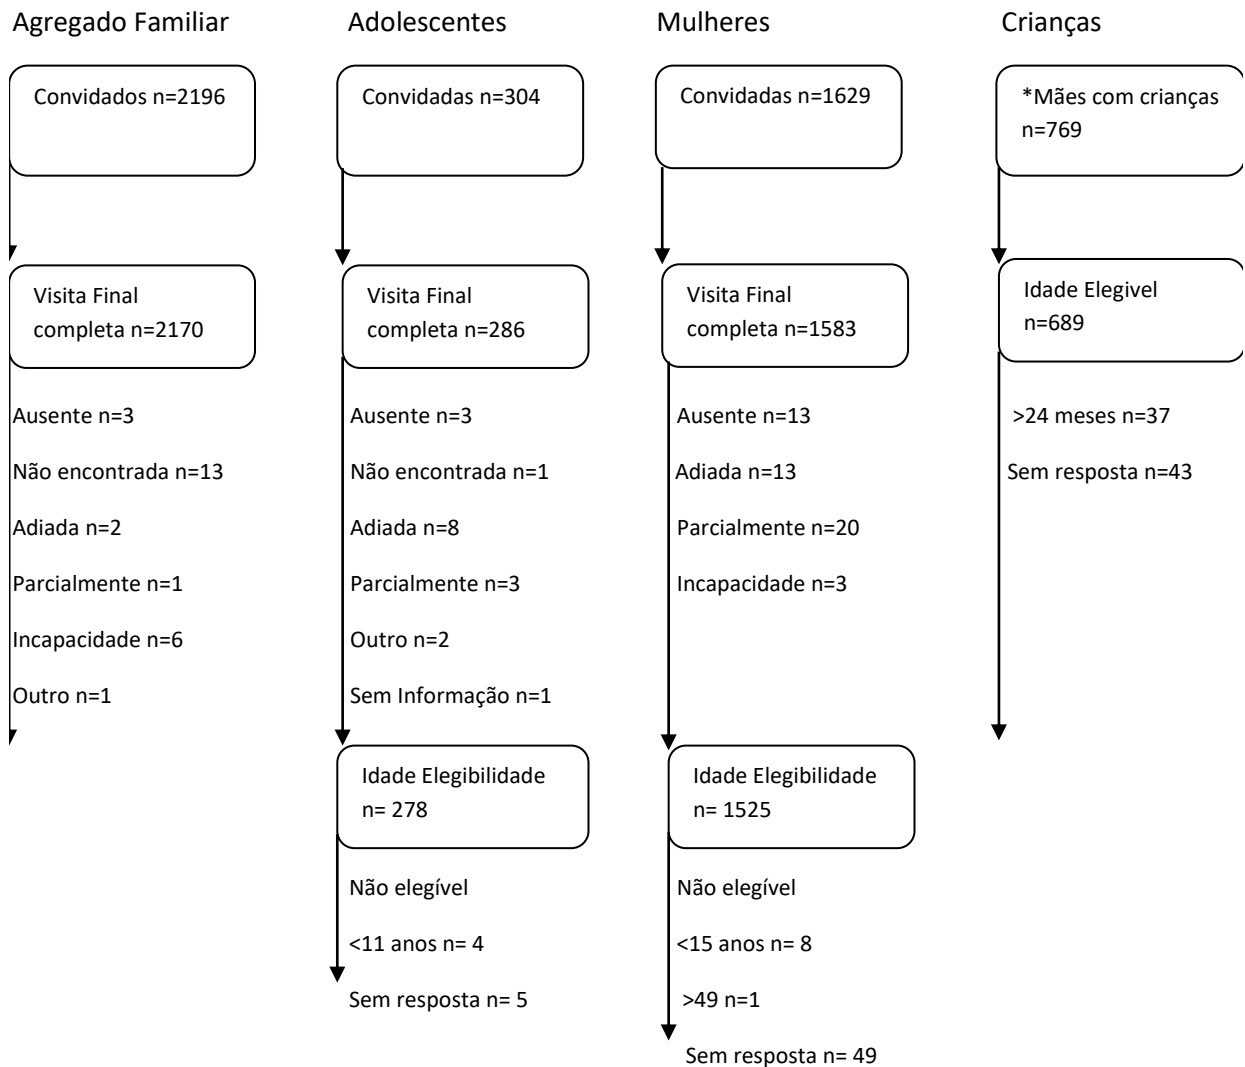 Agregado Familiar
Convidados n=2196
Visita Final
completa n=2170
Ausente n=3
Não encontrada n=13
Adiada n=2
Parcialmente n=1
Incapacidade n=6
Outro n=1
Adolescentes
Convidadas n=304
Visita Final
completa n=286
Ausente n=3
Não encontrada n=1
Adiada n=8
Parcialmente n=3
Outro n=2
Sem Informação n=1
Idade Elegibilidade
n= 278
Não elegível
<11 anos n= 4
Sem resposta n= 5
Mulheres
Convidadas n=1629
Visita Final
completa n=1583
Ausente n=13
Adiada n=13
Parcialmente n=20
Incapacidade n=3
Idade Elegibilidade
n= 1525
Não elegível
<15 anos n= 8
>49 n=1
Sem resposta n= 49
Crianças
*Mães com crianças
n=769
Idade Elegivel
n=689
>24 meses n=37
Sem resposta n=43